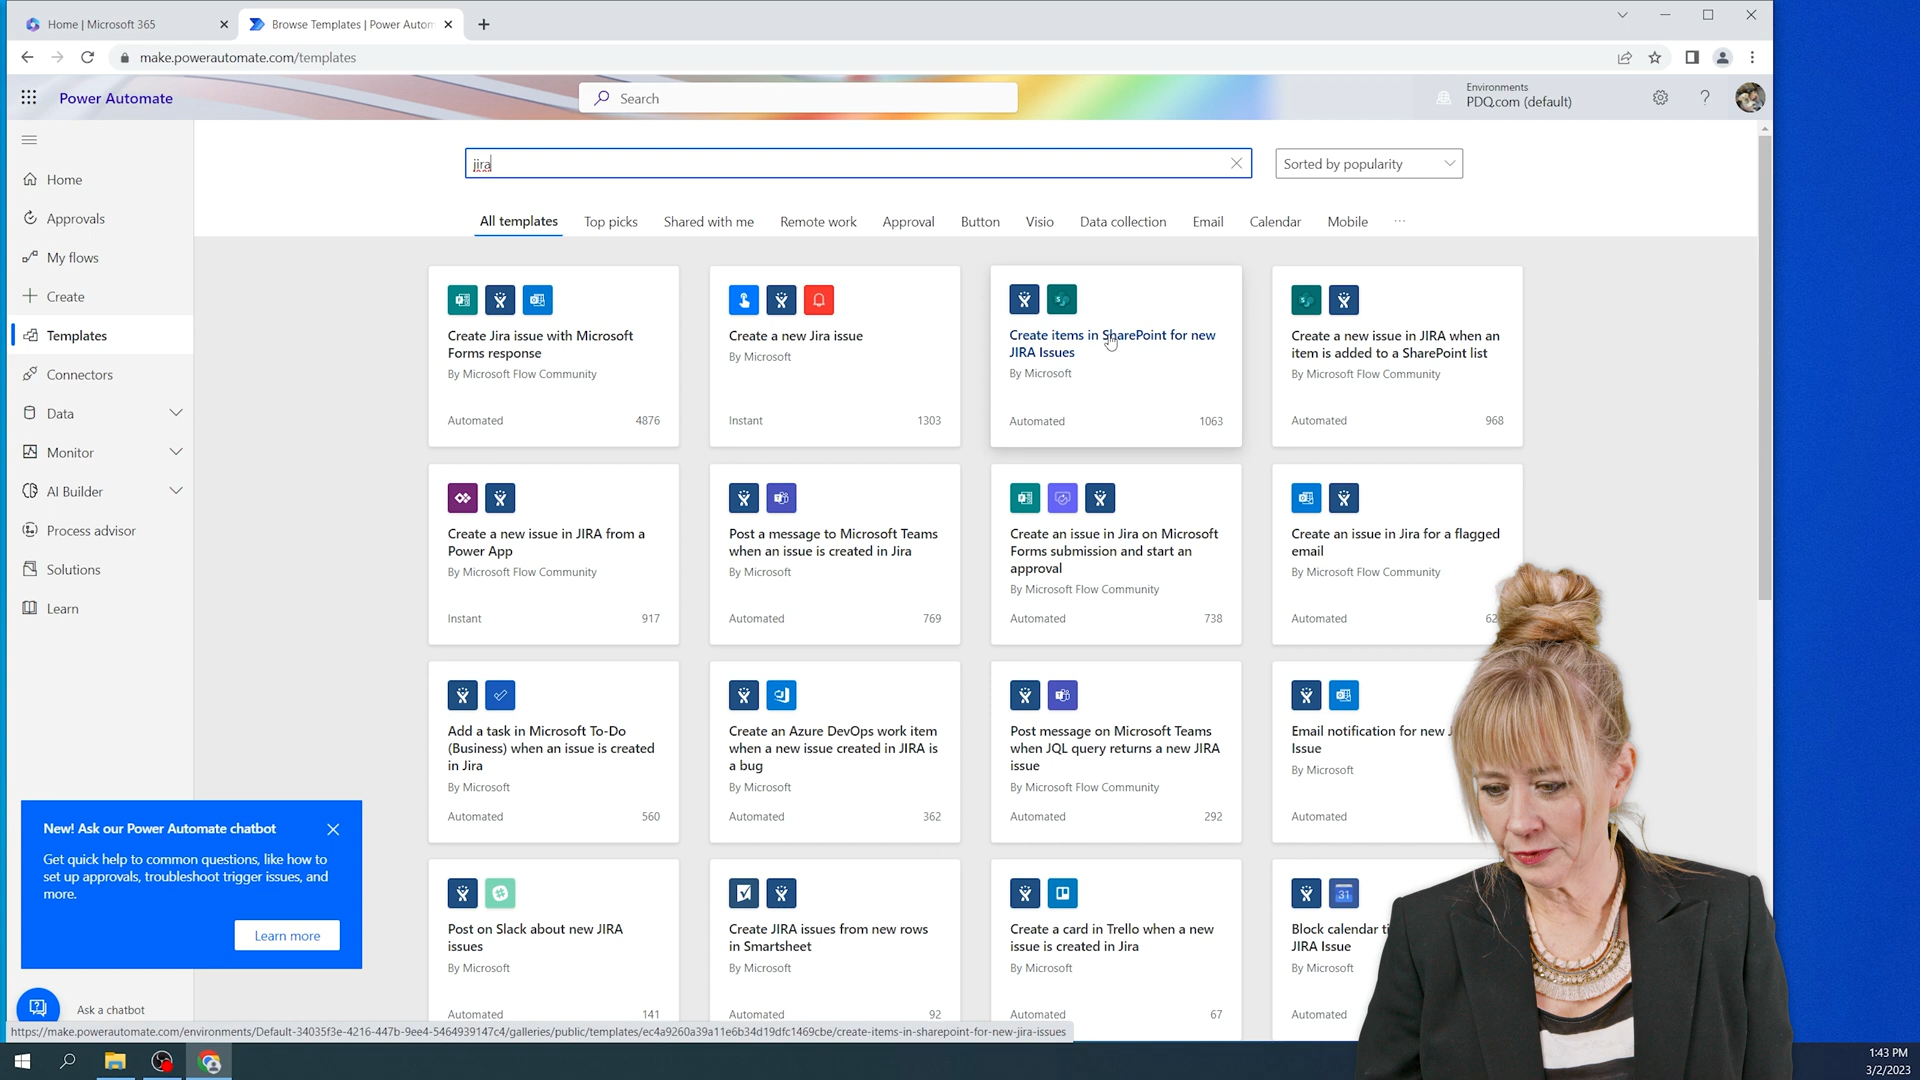 Home | Microsoft 365
Browse Templates | Power Autom
make.powerautomate.com/templates
Power Automate
Search
Environments
PDQ.com (default)
jira
Sorted by popularity
Home
Approvals
My flows
Create
Templates
Connectors
Data
Monitor
AI Builder
Process advisor
Solutions
Learn
All templates
Top picks
Shared with me
Remote work
Approval
Button
Visio
Data collection
Email
Calendar
Mobile
Create Jira issue with Microsoft
Forms response
By Microsoft Flow Community
Automated
4876
Create a new Jira issue
By Microsoft
Instant
1303
Create items in SharePoint for new
JIRA Issues
By Microsoft
Automated
1063
Create a new issue in JIRA when an
item is added to a SharePoint list
By Microsoft Flow Community
Automated
968
Create a new issue in JIRA from a
Power App
By Microsoft Flow Community
Instant
917
Post a message to Microsoft Teams
when an issue is created in Jira
By Microsoft
Automated
769
Create an issue in Jira on Microsoft
Forms submission and start an
approval
By Microsoft Flow Community
Automated
738
Create an issue in Jira for a flagged
email
By Microsoft Flow Community
Automated
Add a task in Microsoft To-Do
(Business) when an issue is created
in Jira
By Microsoft
Automated
560
Create an Azure DevOps work item
when a new issue created in JIRA is
a bug
By Microsoft
Automated
362
Post message on Microsoft Teams
when JQL query returns a new JIRA
issue
By Microsoft Flow Community
Automated
292
Email notification for new
Issue
By Microsoft
Automated
Post on Slack about new JIRA
issues
By Microsoft
Automated
141
Create JIRA issues from new rows
in Smartsheet
By Microsoft
Automated
92
Create a card in Trello when a new
issue is created in Jira
By Microsoft
Automated
67
31
Block calendar
JIRA Issue
By Microsoft
Automated
New! Ask our Power Automate chatbot
Get quick help to common questions, like how to
set up approvals, troubleshoot trigger issues, and
more.
Learn more
Ask a chatbot
https://make.powerautomate.com/environments/Default-34035f3e-4216-447b-9ee4-5464939147c4/galleries/public/templates/ec4a9260a39a11e6b34d19dfc1469cbe/create-items-in-sharepoint-for-new-jira-issues
1:43 PM
3/2/2023